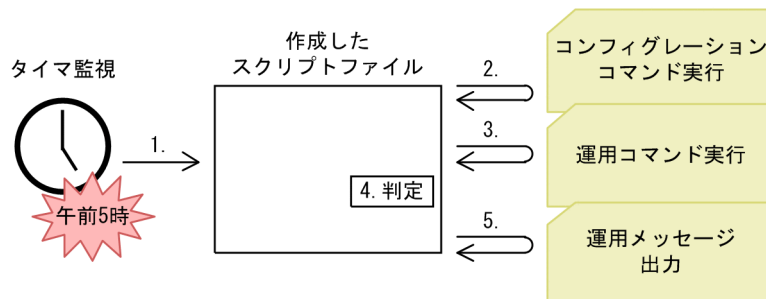 作成した
スクリプトファイル
タイマ監視
1.
午前5時
2.
コンフィグレーション
コマンド実行
3.
運用コマンド実行
4. 判定
5.
運用メッセージ
出力